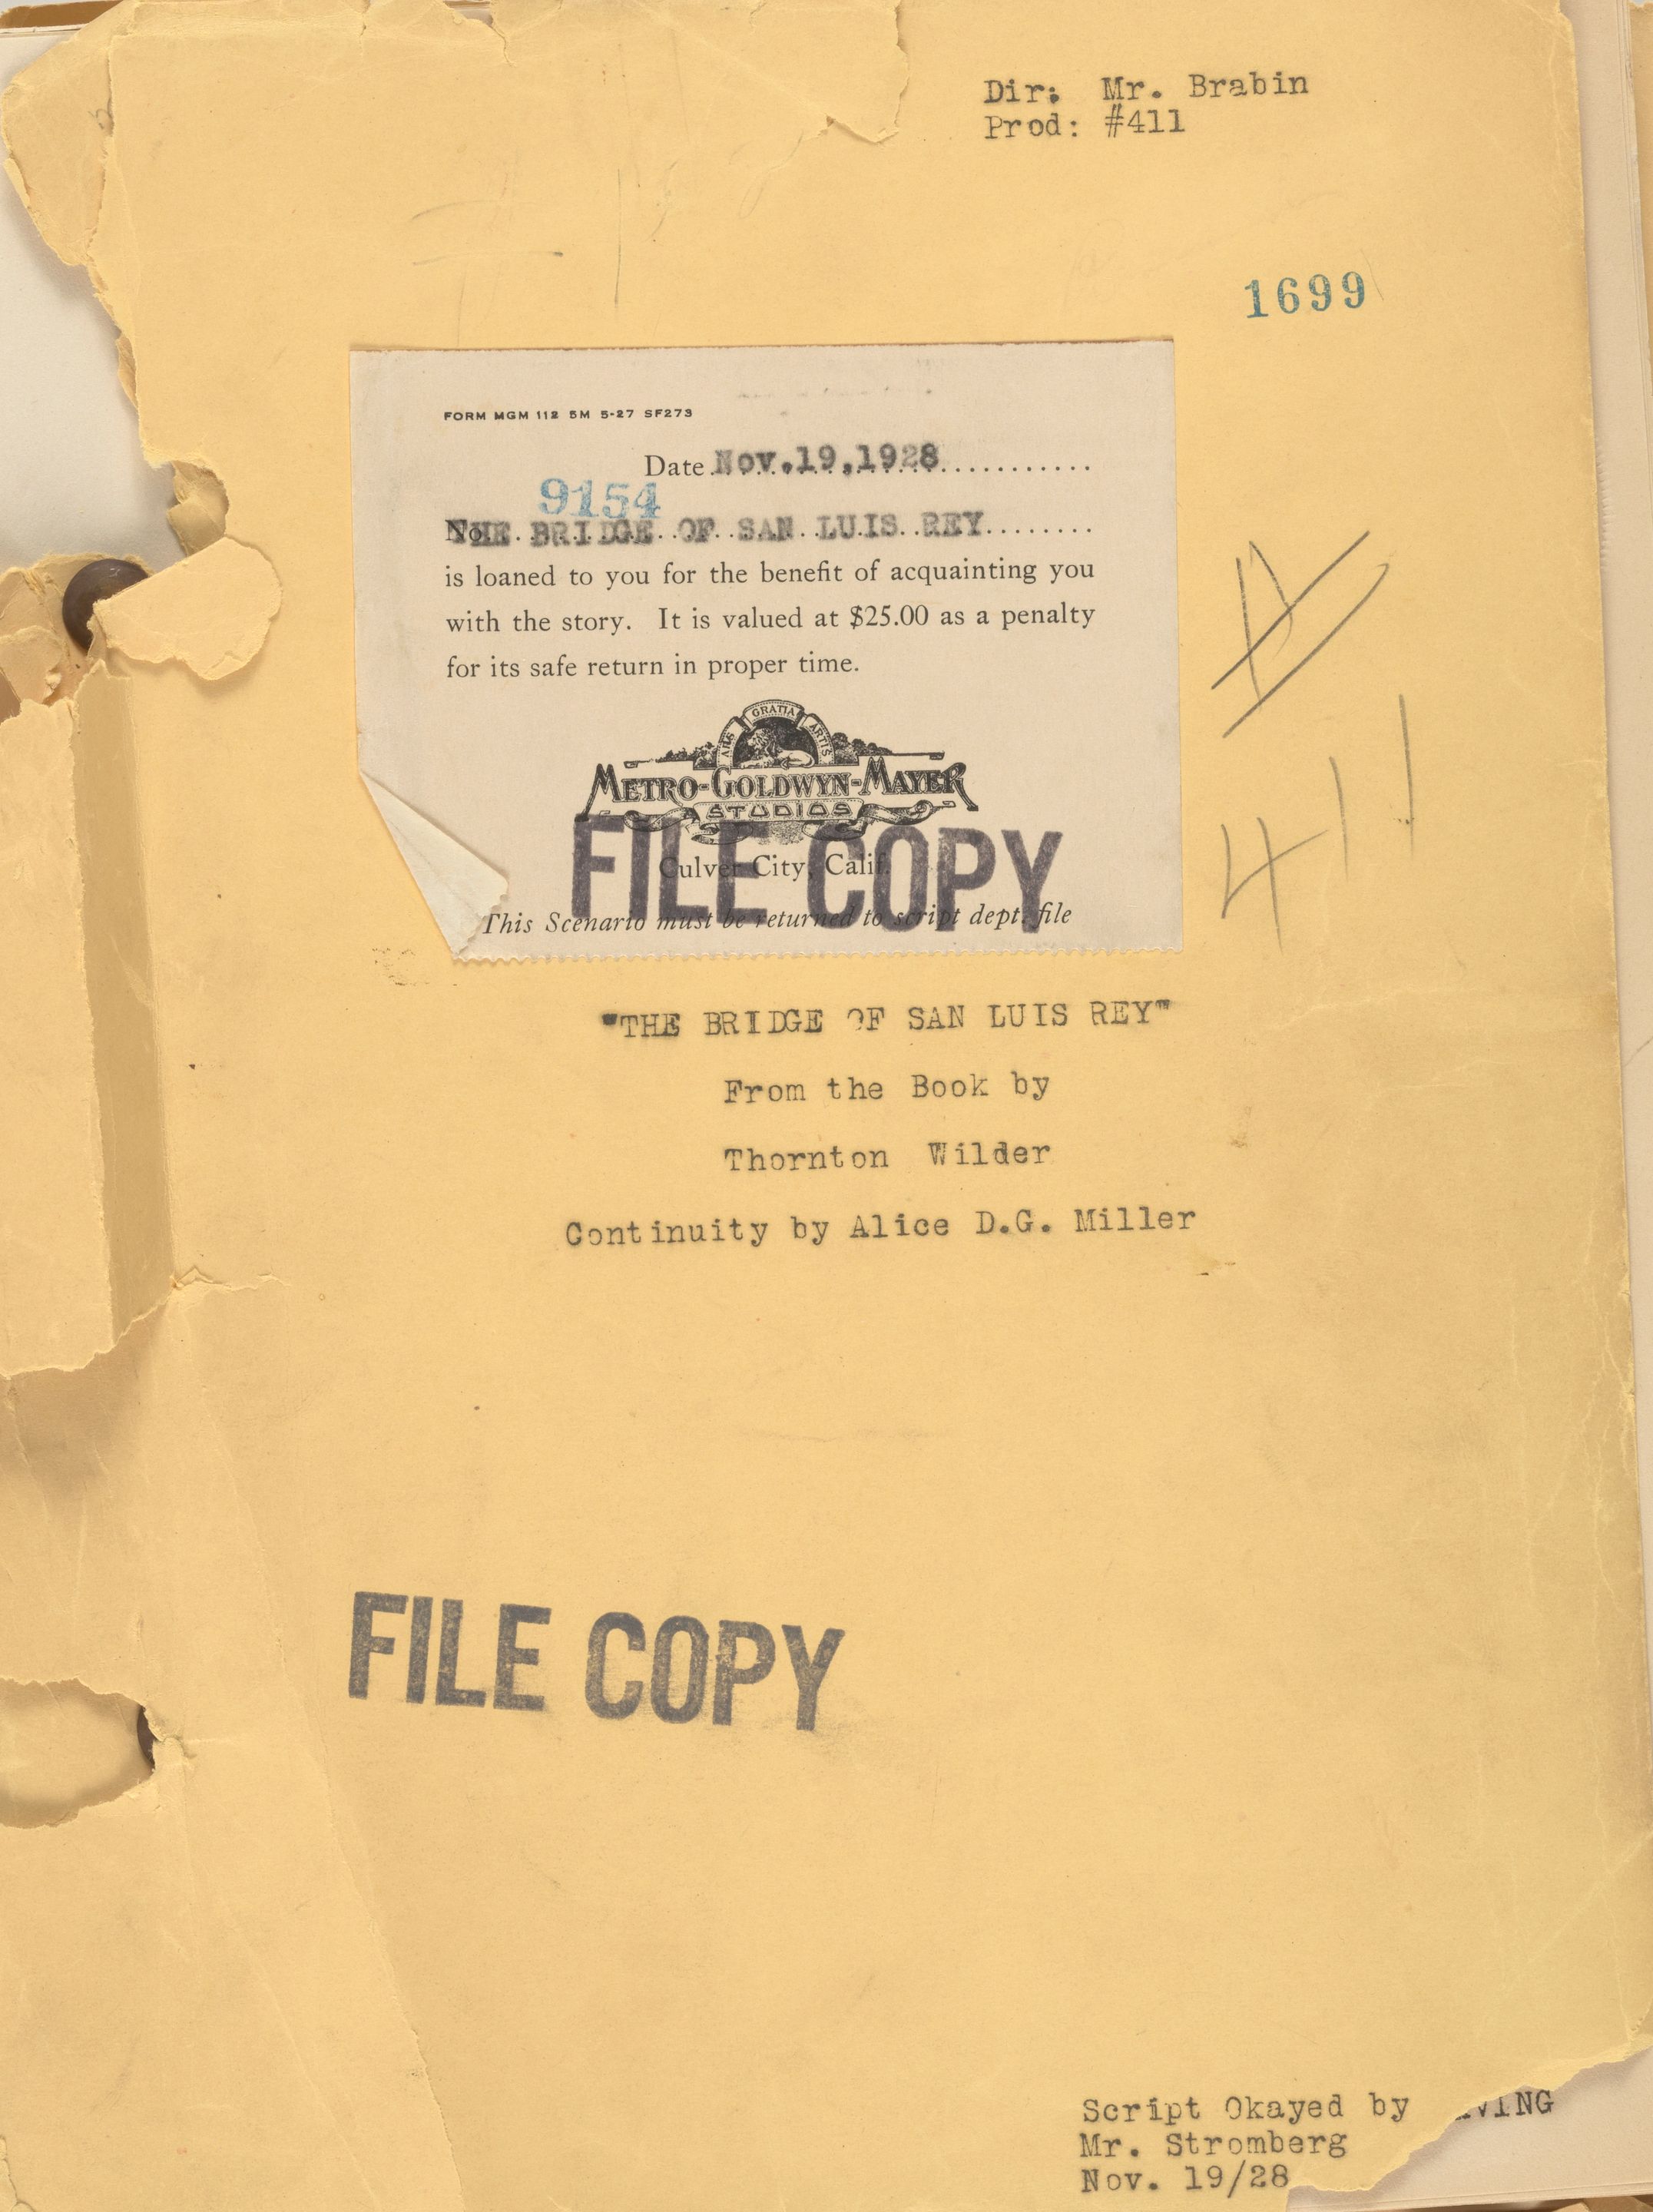 Dir: Mr. Brabin
Prod: #411
1699
FORM MGM 112 5M 5-27 SF273
Date Nov.19,1928
9154
No. THE BRIDGE OF SAN LUIS REY
is loaned to you for the benefit of acquainting you
with the story. It is valued at $25.00 as a penalty
for its safe return in proper time.
ARS GRATIA ARTIS
METRO-GOLDWYN-MAYER
STUDIOS
FILE COPY
Culver City, Calif.
This Scenario must be returned to script dept. file
411
"THE BRIDGE OF SAN LUIS REY"
From the Book by
Thornton Wilder
Continuity by Alice D.G. Miller
FILE COPY
Script Okayed by
Mr. Stromberg
Nov. 19/28